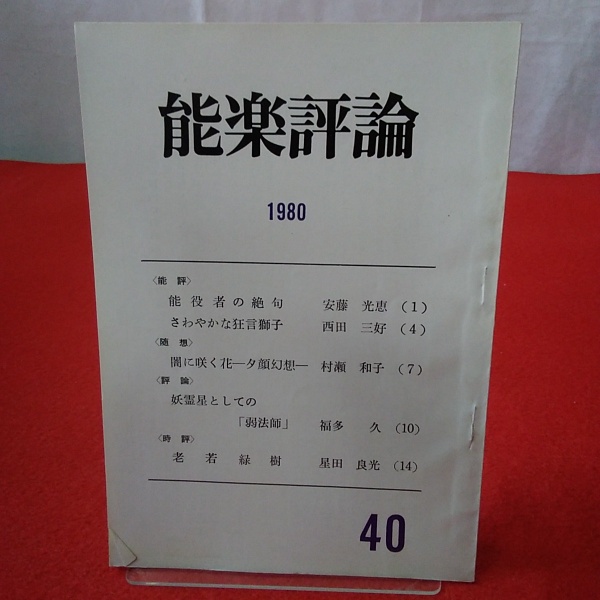 能楽評論
1980
〈能評〉
能役者の絶句 安藤光恵 (1)
さわやかな狂言獅子 西田三好 (4)
〈随想〉
闇に咲く花―夕顔幻想― 村瀬和子 (7)
〈評論〉
妖霊星としての
「弱法師」 福多久 (10)
〈時評〉
老若緑樹 星田良光 (14)
40